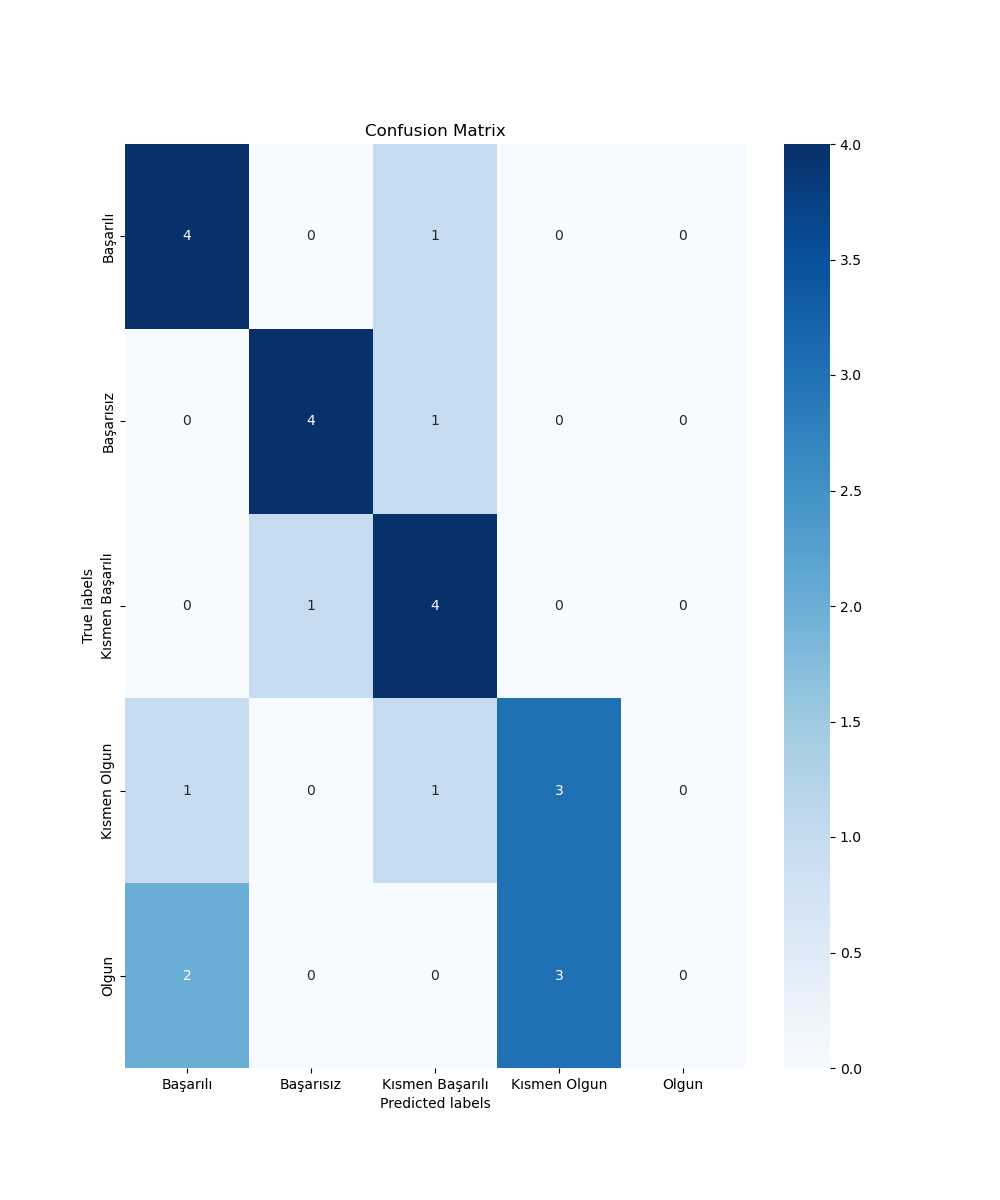 Confusion Matrix
True labels
Başarılı
4 0 1 0 0
Başarısız
0 4 1 0 0
Kısmen Başarılı
0 1 4 0 0
Kısmen Olgun
1 0 1 3 0
Olgun
2 0 0 3 0
Başarılı Başarısız Kısmen Başarılı Kısmen Olgun Olgun
Predicted labels
4.0
3.5
3.0
2.5
2.0
1.5
1.0
0.5
0.0